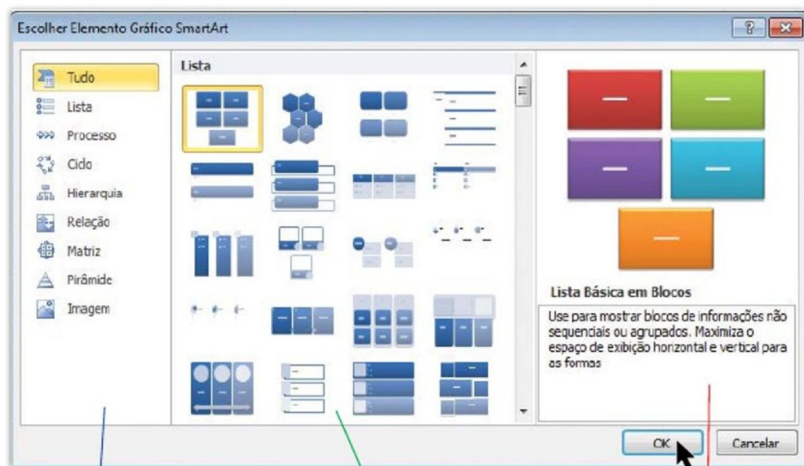 Escolher Elemento Gráfico SmartArt
Tudo
Lista
Processo
Ciclo
Hierarquia
Relação
Matriz
Pirâmide
Imagem
Lista
Lista Básica em Blocos
Use para mostrar blocos de informações não
sequenciais ou agrupados. Maximiza o
espaço de exibição horizontal e vertical para
as formas
OK
Cancelar